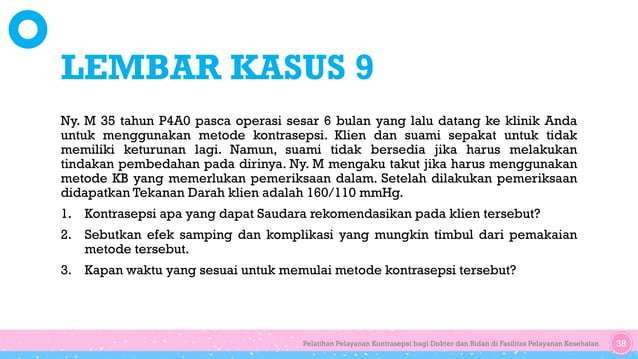 LEMBAR KASUS 9
Ny. M 35 tahun P4A0 pasca operasi sesar 6 bulan yang lalu datang ke klinik Anda
untuk menggunakan metode kontrasepsi. Klien dan suami sepakat untuk tidak
memiliki keturunan lagi. Namun, suami tidak bersedia jika harus melakukan
tindakan pembedahan pada dirinya. Ny. M mengaku takut jika harus menggunakan
metode KB yang memerlukan pemeriksaan dalam. Setelah dilakukan pemeriksaan
didapatkan Tekanan Darah klien adalah 160/110 mmHg.
1. Kontrasepsi apa yang dapat Saudara rekomendasikan pada klien tersebut?
2. Sebutkan efek samping dan komplikasi yang mungkin timbul dari pemakaian
metode tersebut.
3. Kapan waktu yang sesuai untuk memulai metode kontrasepsi tersebut?
Pelatihan Pelayanan Kontrasepsi bagi Dokter dan Bidan di Fasilitas Pelayanan Kesehatan
38